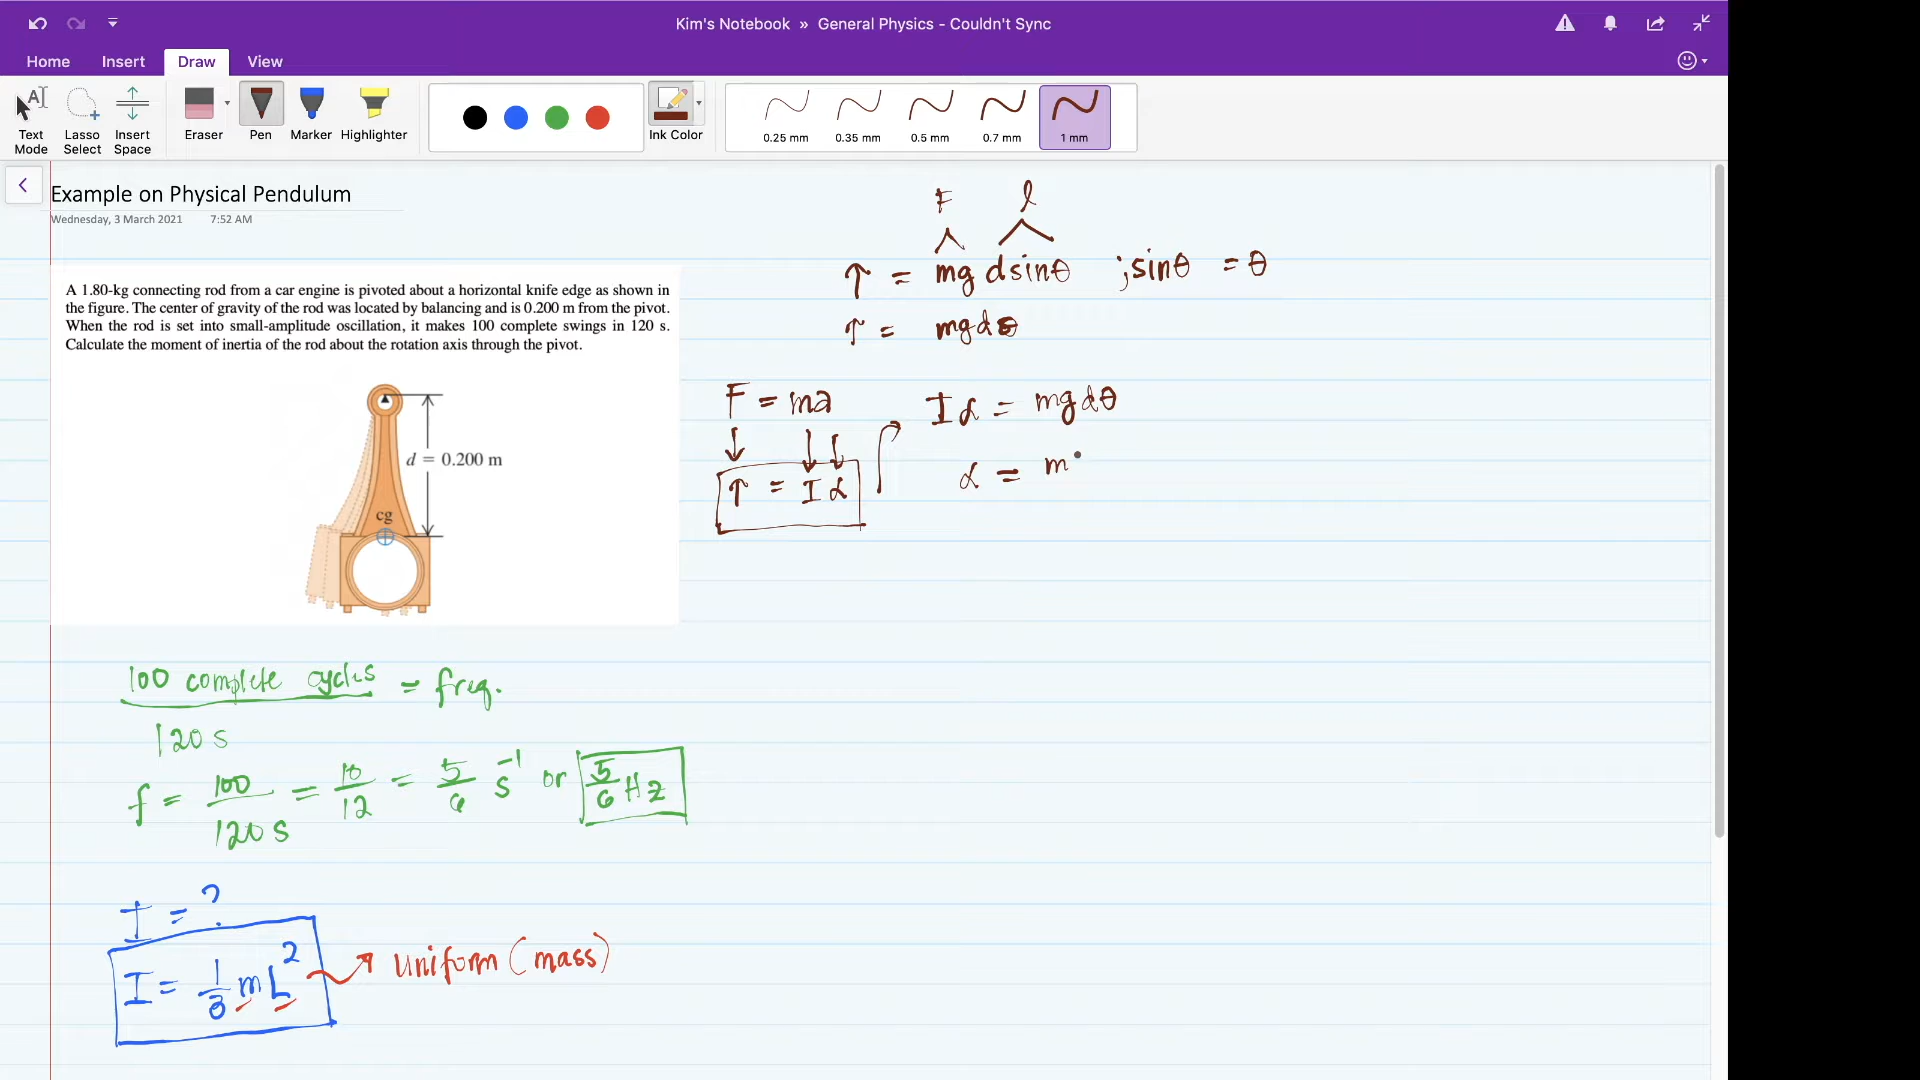 Kim's Notebook » General Physics - Couldn't Sync
Home Insert Draw View
Text Mode
Lasso Select
Insert Space
Eraser
Pen
Marker
Highlighter
Ink Color
0.25 mm 0.35 mm 0.5 mm 0.7 mm 1 mm
Example on Physical Pendulum
Wednesday, 3 March 2021 7:52 AM
A 1.80-kg connecting rod from a car engine is pivoted about a horizontal knife edge as shown in
the figure. The center of gravity of the rod was located by balancing and is 0.200 m from the pivot.
When the rod is set into small-amplitude oscillation, it makes 100 complete swings in 120 s.
Calculate the moment of inertia of the rod about the rotation axis through the pivot.
d = 0.200 m
cg
F l
τ = mg dsinθ ; sinθ = θ
τ = mgdθ
F = ma
τ = Iα
Iα = mgdθ
α = m
100 complete cycles = freq.
120 s
f = 100/120 s = 10/12 = 5/6 s⁻¹ or 5/6 Hz
I = ?
I = 1/3 mL² uniform (mass)